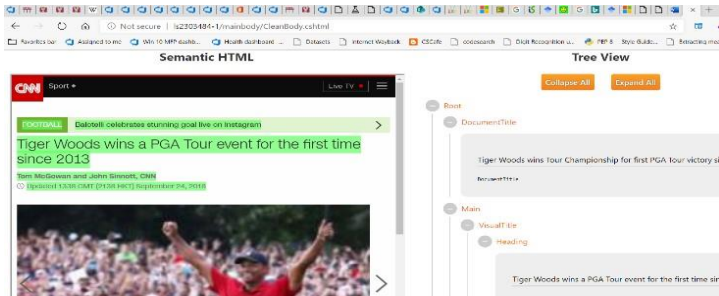 Not secure | ls2303484-1/mainbody/CleanBody.cshtml
Favorites bar Assigned to me Win 10 MFP dashb... Health dashboard ... Datasets Internet Wayback CSCafe codesearch Digit Recognition u... PEP 8 Style Guide...
Semantic HTML
Tree View
CNN Sport
Live TV
Collapse All
Expand All
FOOTBALL Balotelli celebrates stunning goal live on Instagram
Tiger Woods wins a PGA Tour event for the first time
since 2013
Tom McGowan and John Sinnott, CNN
Updated 1338 GMT (2138 HKT) September 24, 2018
Root
DocumentTitle
Tiger Woods wins Tour Championship for first PGA Tour victory si
DocumentTitle
Main
VisualTitle
Heading
Tiger Woods wins a PGA Tour event for the first time sin